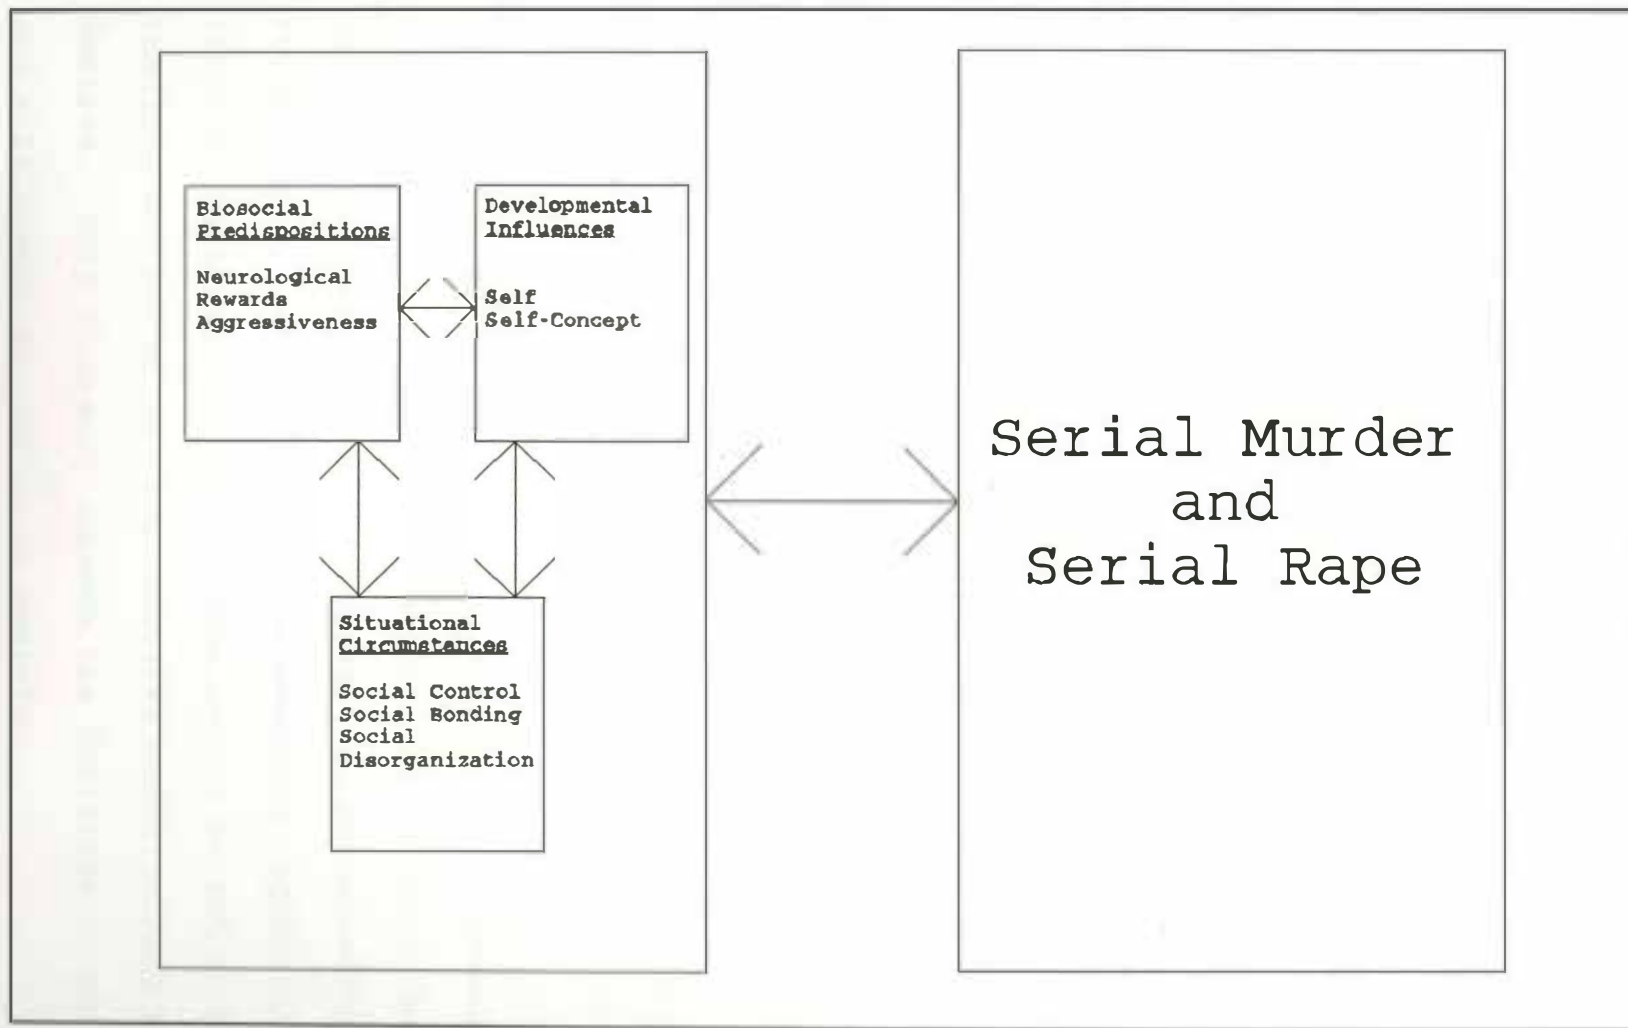 Biosocial
Predispositions
Neurological
Rewards
Aggressiveness
Developmental
Influences
Self
Self-Concept
Situational
Circumstances
Social Control
Social Bonding
Social
Disorganization
Serial Murder
and
Serial Rape